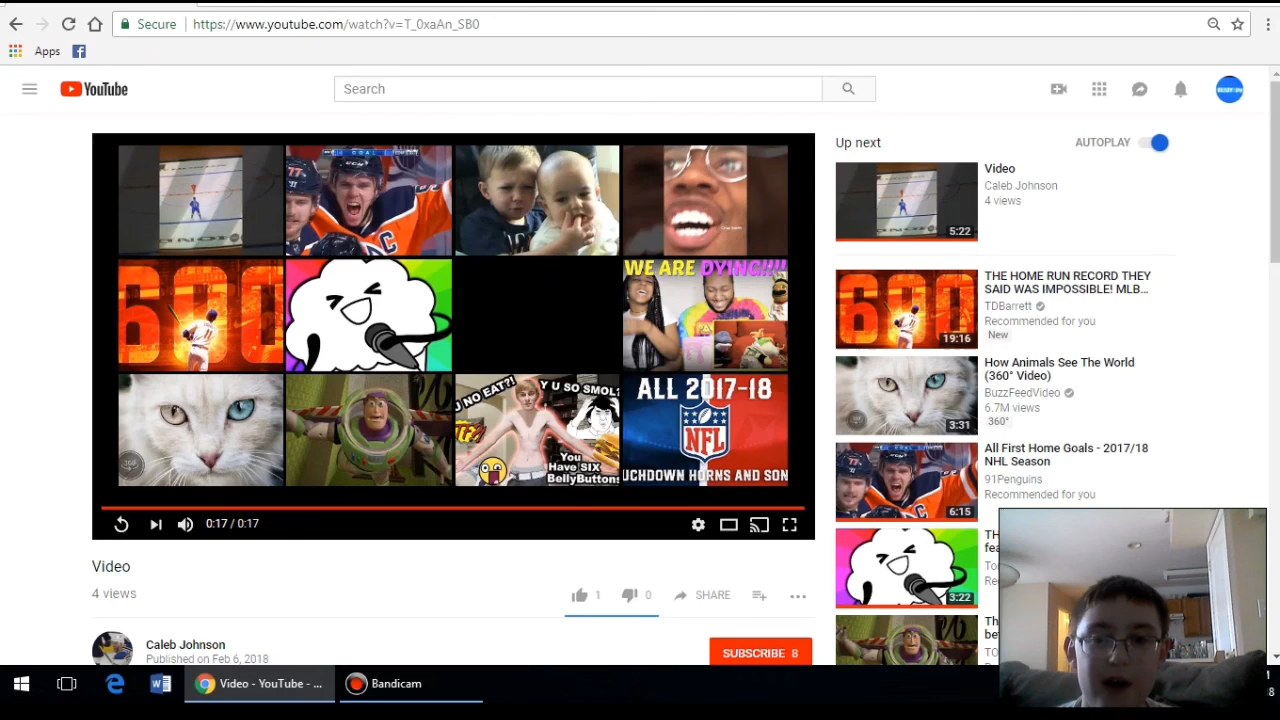 Secure https://www.youtube.com/watch?v=T_0xaAn_SB0
Apps
YouTube
Search
GOAL
77
C
600
WE ARE DYING!!!!
360°
U NO EAT?!
Y U SO SMOL?
You
Have SIX
BellyButtons
ALL 2017-18
NFL
UCHDOWN HORNS AND SON
0:17 / 0:17
Video
4 views
1
0
SHARE
Caleb Johnson
Published on Feb 6, 2018
SUBSCRIBE 8
Up next
AUTOPLAY
Video
Caleb Johnson
4 views
5:22
600
19:16
THE HOME RUN RECORD THEY
SAID WAS IMPOSSIBLE! MLB...
TDBarrett
Recommended for you
New
3:31
How Animals See The World
(360° Video)
BuzzFeedVideo
6.7M views
360°
77
6:15
All First Home Goals - 2017/18
NHL Season
91Penguins
Recommended for you
3:22
Video - YouTube - ...
Bandicam